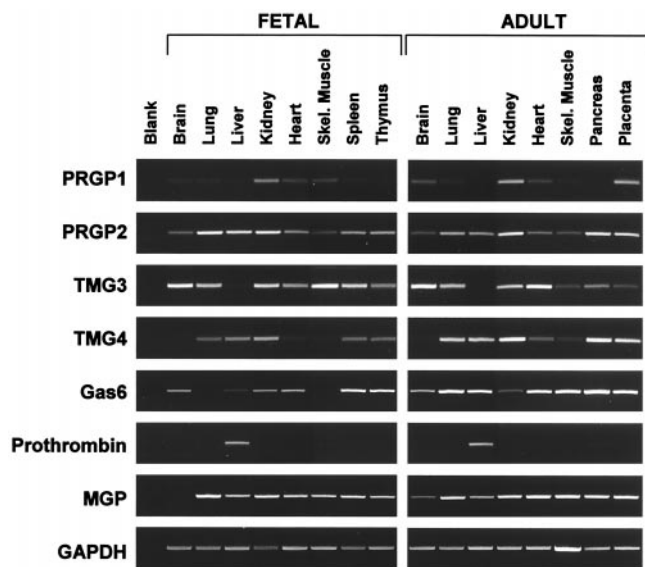 FETAL ADULT
Blank Brain Lung Liver Kidney Heart Skel. Muscle Spleen Thymus Brain Lung Liver Kidney Heart Skel. Muscle Pancreas Placenta
PRGP1
PRGP2
TMG3
TMG4
Gas6
Prothrombin
MGP
GAPDH